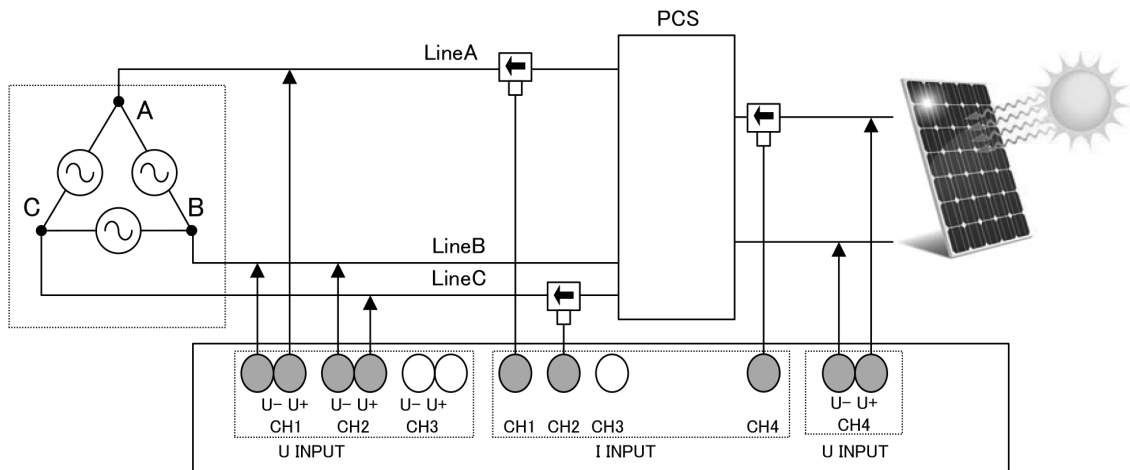 PCS
LineA
A
C
B
LineB
LineC
U- U+ U- U+ U- U+
CH1 CH2 CH3
U INPUT
CH1 CH2 CH3 CH4
I INPUT
U- U+
CH4
U INPUT